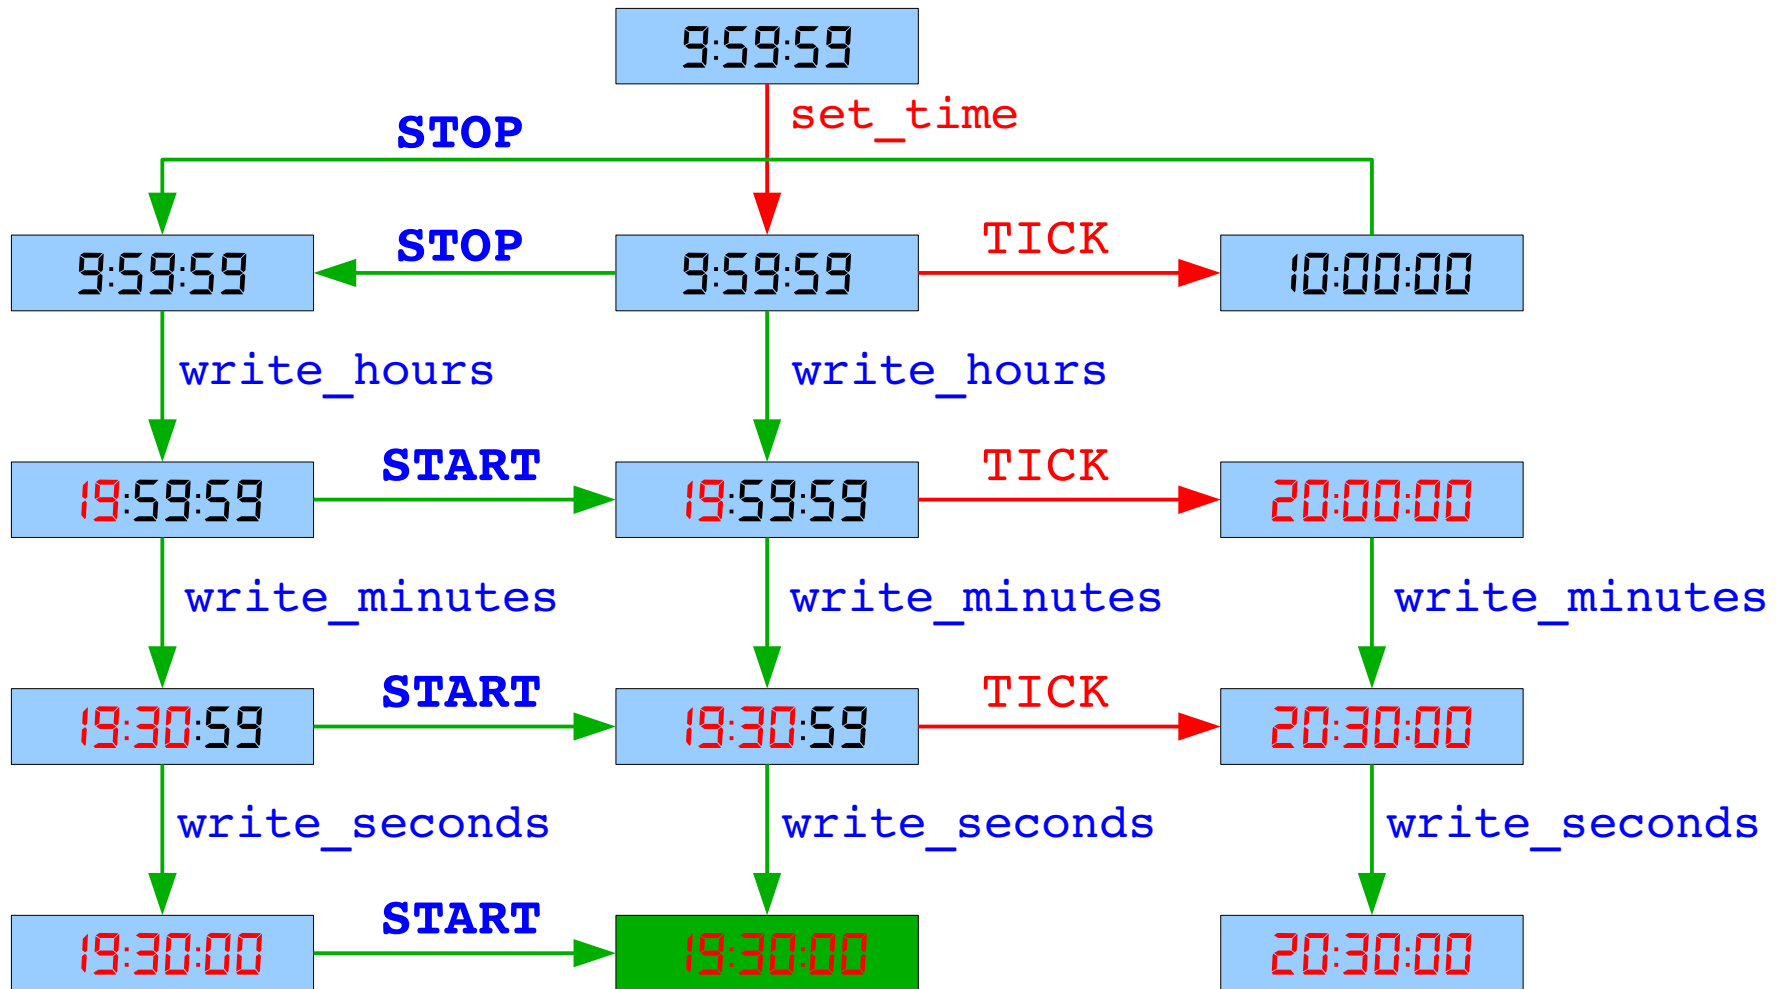 9:59:59
set_time
STOP
9:59:59 STOP 9:59:59 TICK 10:00:00
write_hours write_hours
19:59:59 START 19:59:59 TICK 20:00:00
write_minutes write_minutes write_minutes
19:30:59 START 19:30:59 TICK 20:30:00
write_seconds write_seconds write_seconds
19:30:00 START 19:30:00 20:30:00